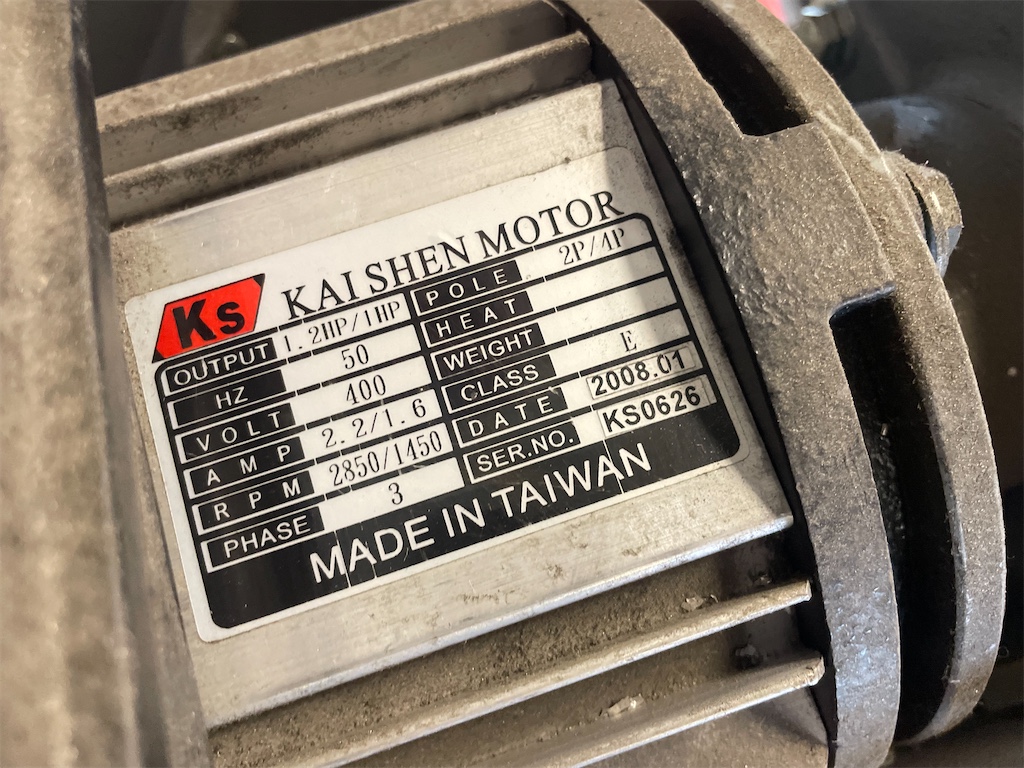 Ks KAI SHEN MOTOR
OUTPUT 1.2HP/1HP POLE 2P/4P
HZ 50 HEAT
VOLT 400 WEIGHT
AMP 2.2/1.6 CLASS E
RPM 2850/1450 DATE 2008.01
PHASE 3 SER.NO. KS0626
MADE IN TAIWAN